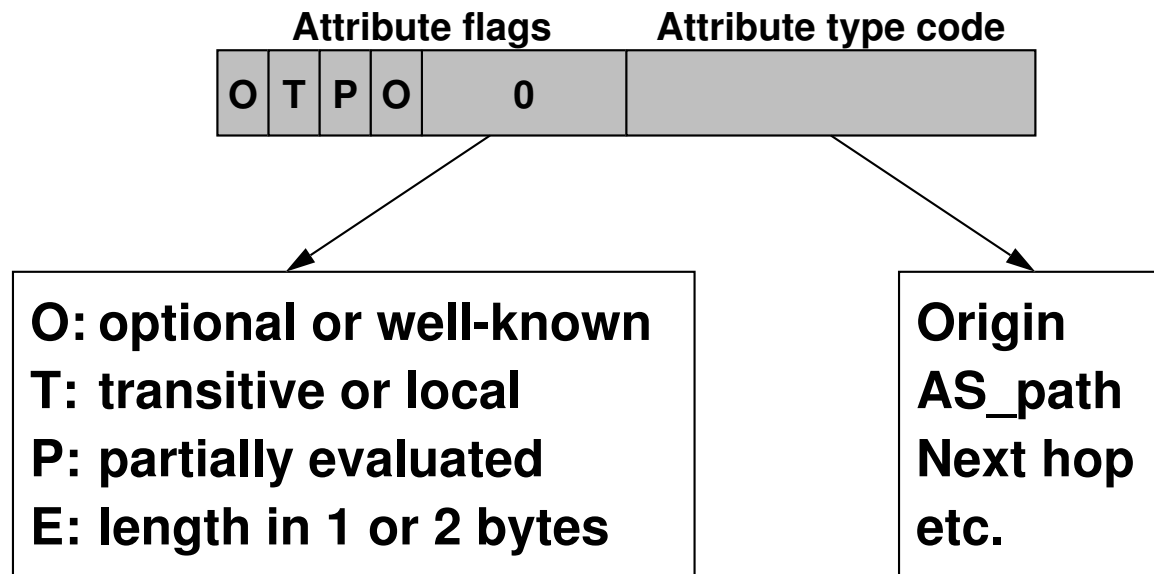 Attribute flags Attribute type code
O T P O 0
O: optional or well-known
T: transitive or local
P: partially evaluated
E: length in 1 or 2 bytes
Origin
AS_path
Next hop
etc.